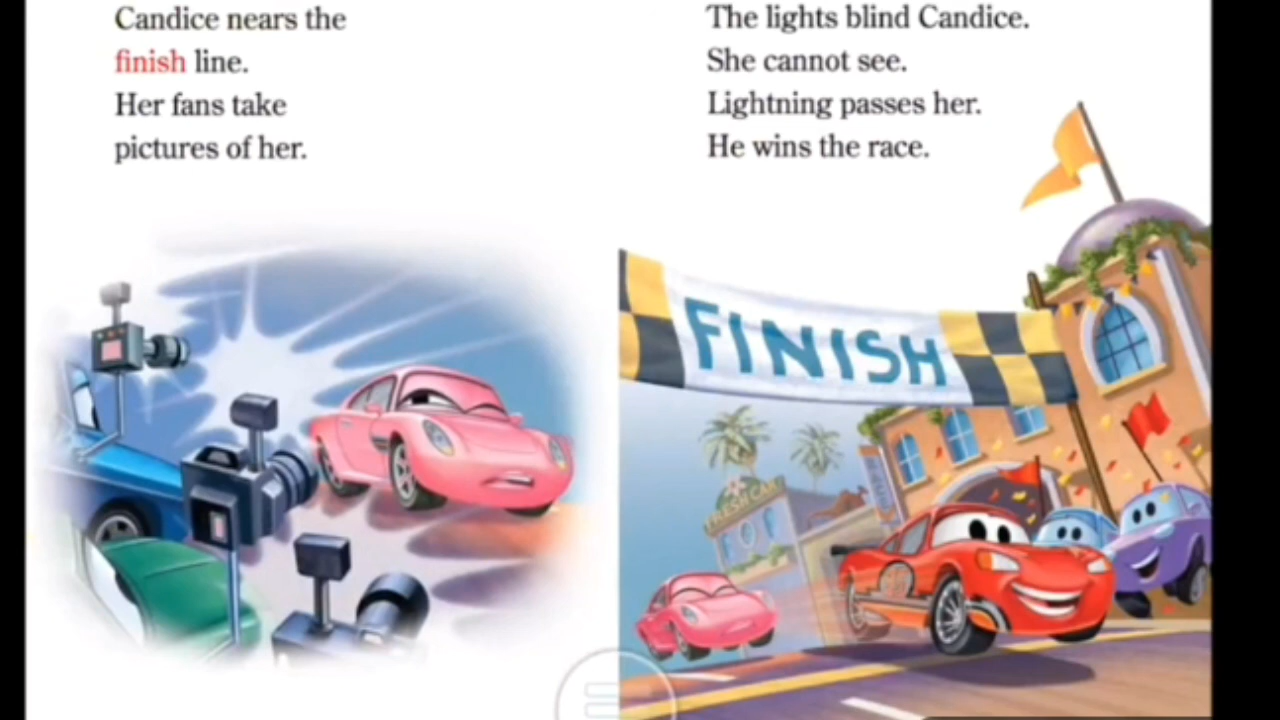 Candice nears the
finish line.
Her fans take
pictures of her.
The lights blind Candice.
She cannot see.
Lightning passes her.
He wins the race.
FINISH